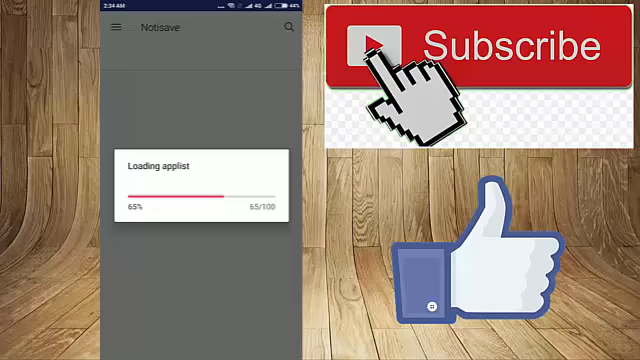 2:34 AM 4G 44%
Notisave
Loading applist
65% 65/100
Subscribe